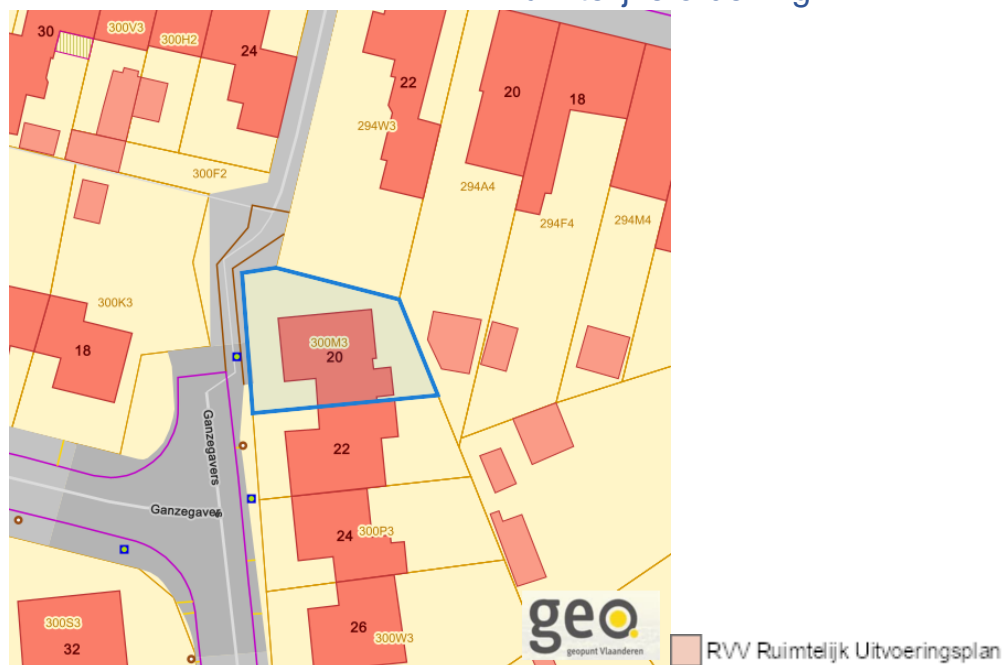 30
300V3
300H2
24
22
20
18
294W3
300F2
294A4
294F4
294M4
300K3
18
300M3
20
Ganzegavers
22
Ganzegavers
24
300P3
26
300W3
300S3
32
geo
geopunt Vlaanderen
RVV Ruimtelijk Uitvoeringsplan